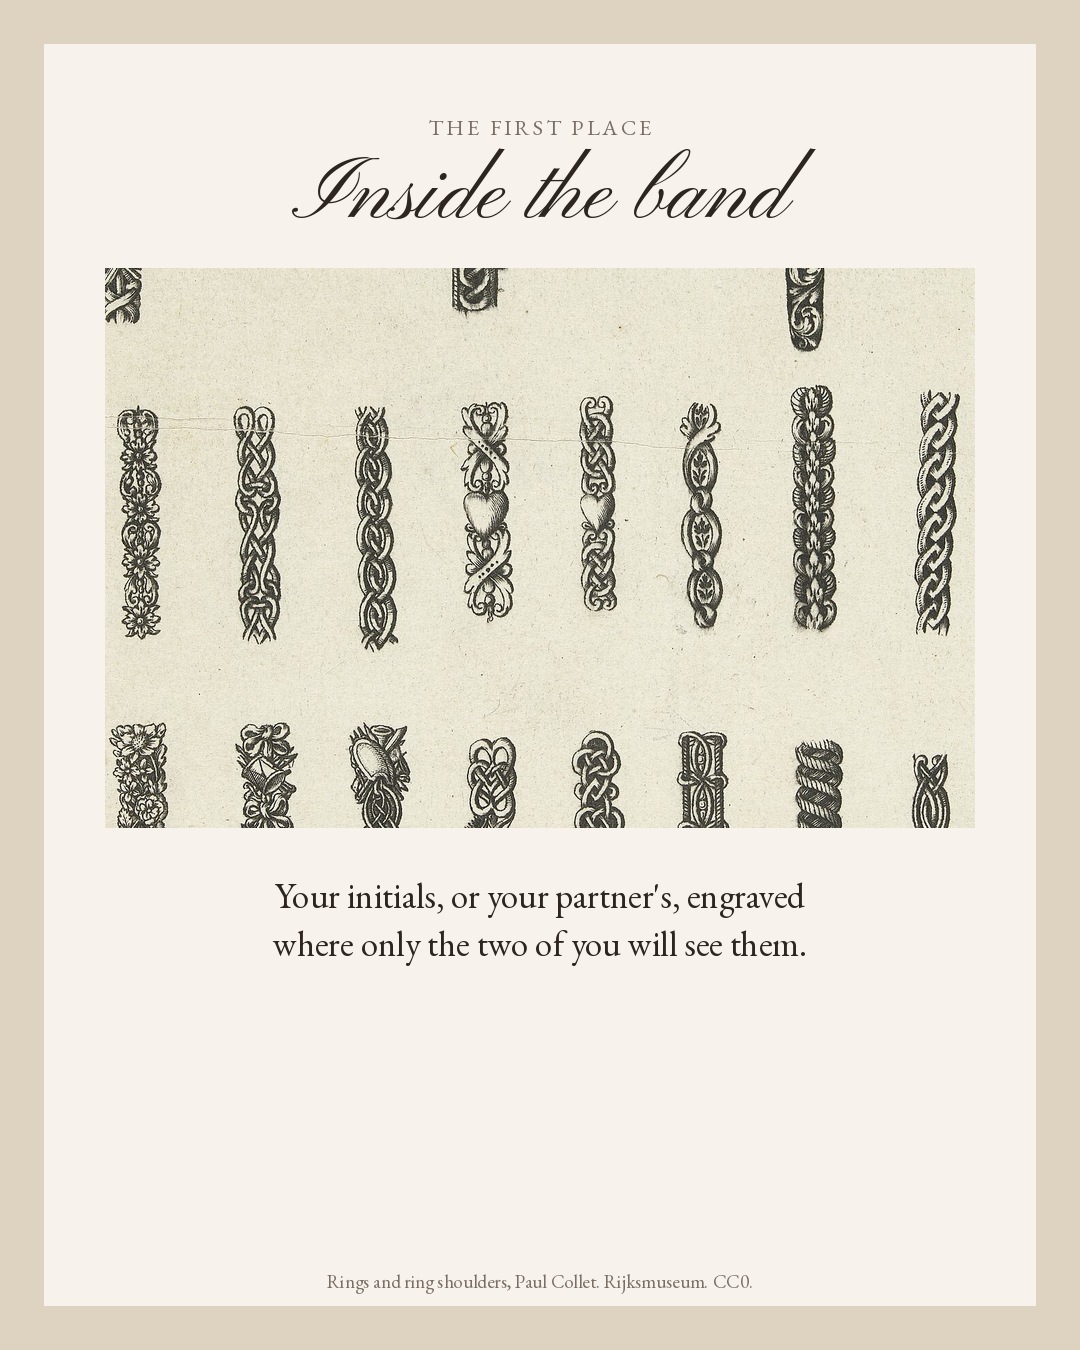 THE FIRST PLACE
Inside the band
Your initials, or your partner's, engraved
where only the two of you will see them.
Rings and ring shoulders, Paul Collet. Rijksmuseum. CC0.